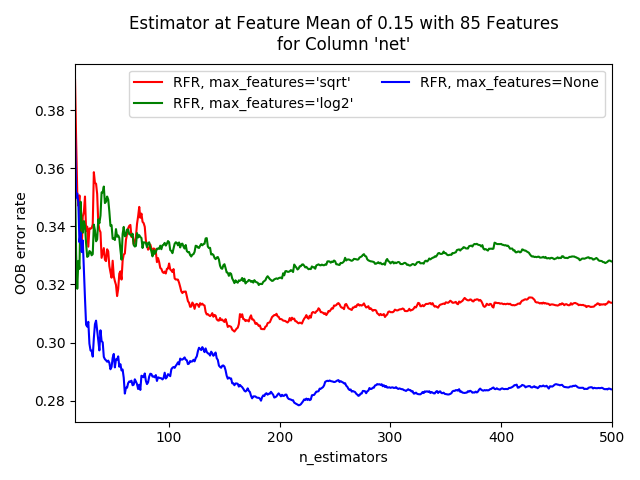 Estimator at Feature Mean of 0.15 with 85 Features
for Column 'net'
RFR, max_features='sqrt'
RFR, max_features='log2'
RFR, max_features=None
OOB error rate
0.38
0.36
0.34
0.32
0.30
0.28
100 200 300 400 500
n_estimators